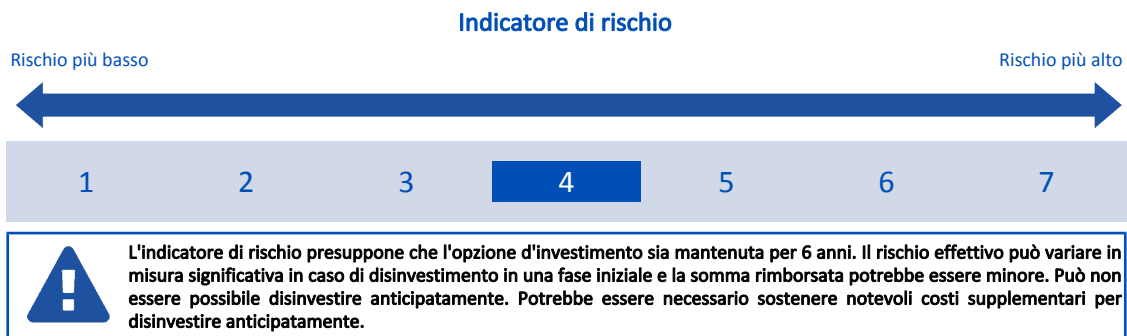 Indicatore di rischio
Rischio più basso
Rischio più alto
1 2 3 4 5 6 7
L'indicatore di rischio presuppone che l'opzione d'investimento sia mantenuta per 6 anni. Il rischio effettivo può variare in
misura significativa in caso di disinvestimento in una fase iniziale e la somma rimborsata potrebbe essere minore. Può non
essere possibile disinvestire anticipatamente. Potrebbe essere necessario sostenere notevoli costi supplementari per
disinvestire anticipatamente.